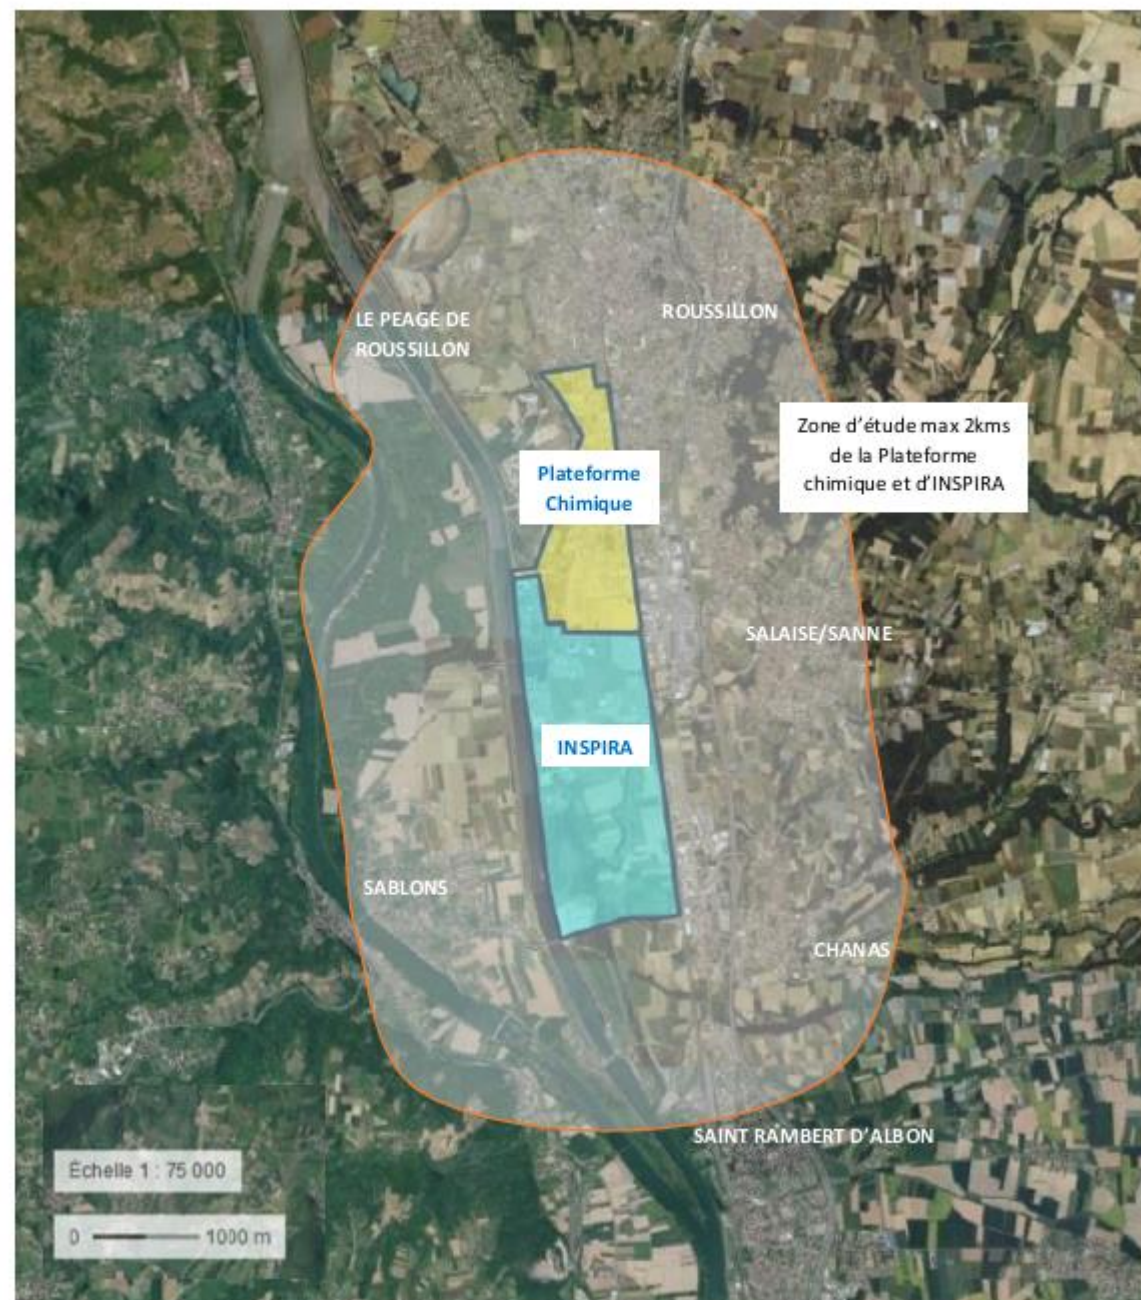 LE PEAGE DE
ROUSSILLON
ROUSSILLON
Zone d'étude max 2kms
de la Plateforme
chimique et d'INSPIRA
Plateforme
Chimique
SALAISE/SANNE
INSPIRA
SABLONS
CHANAS
SAINT RAMBERT D'ALBON
Échelle 1 : 75 000
0 1000 m